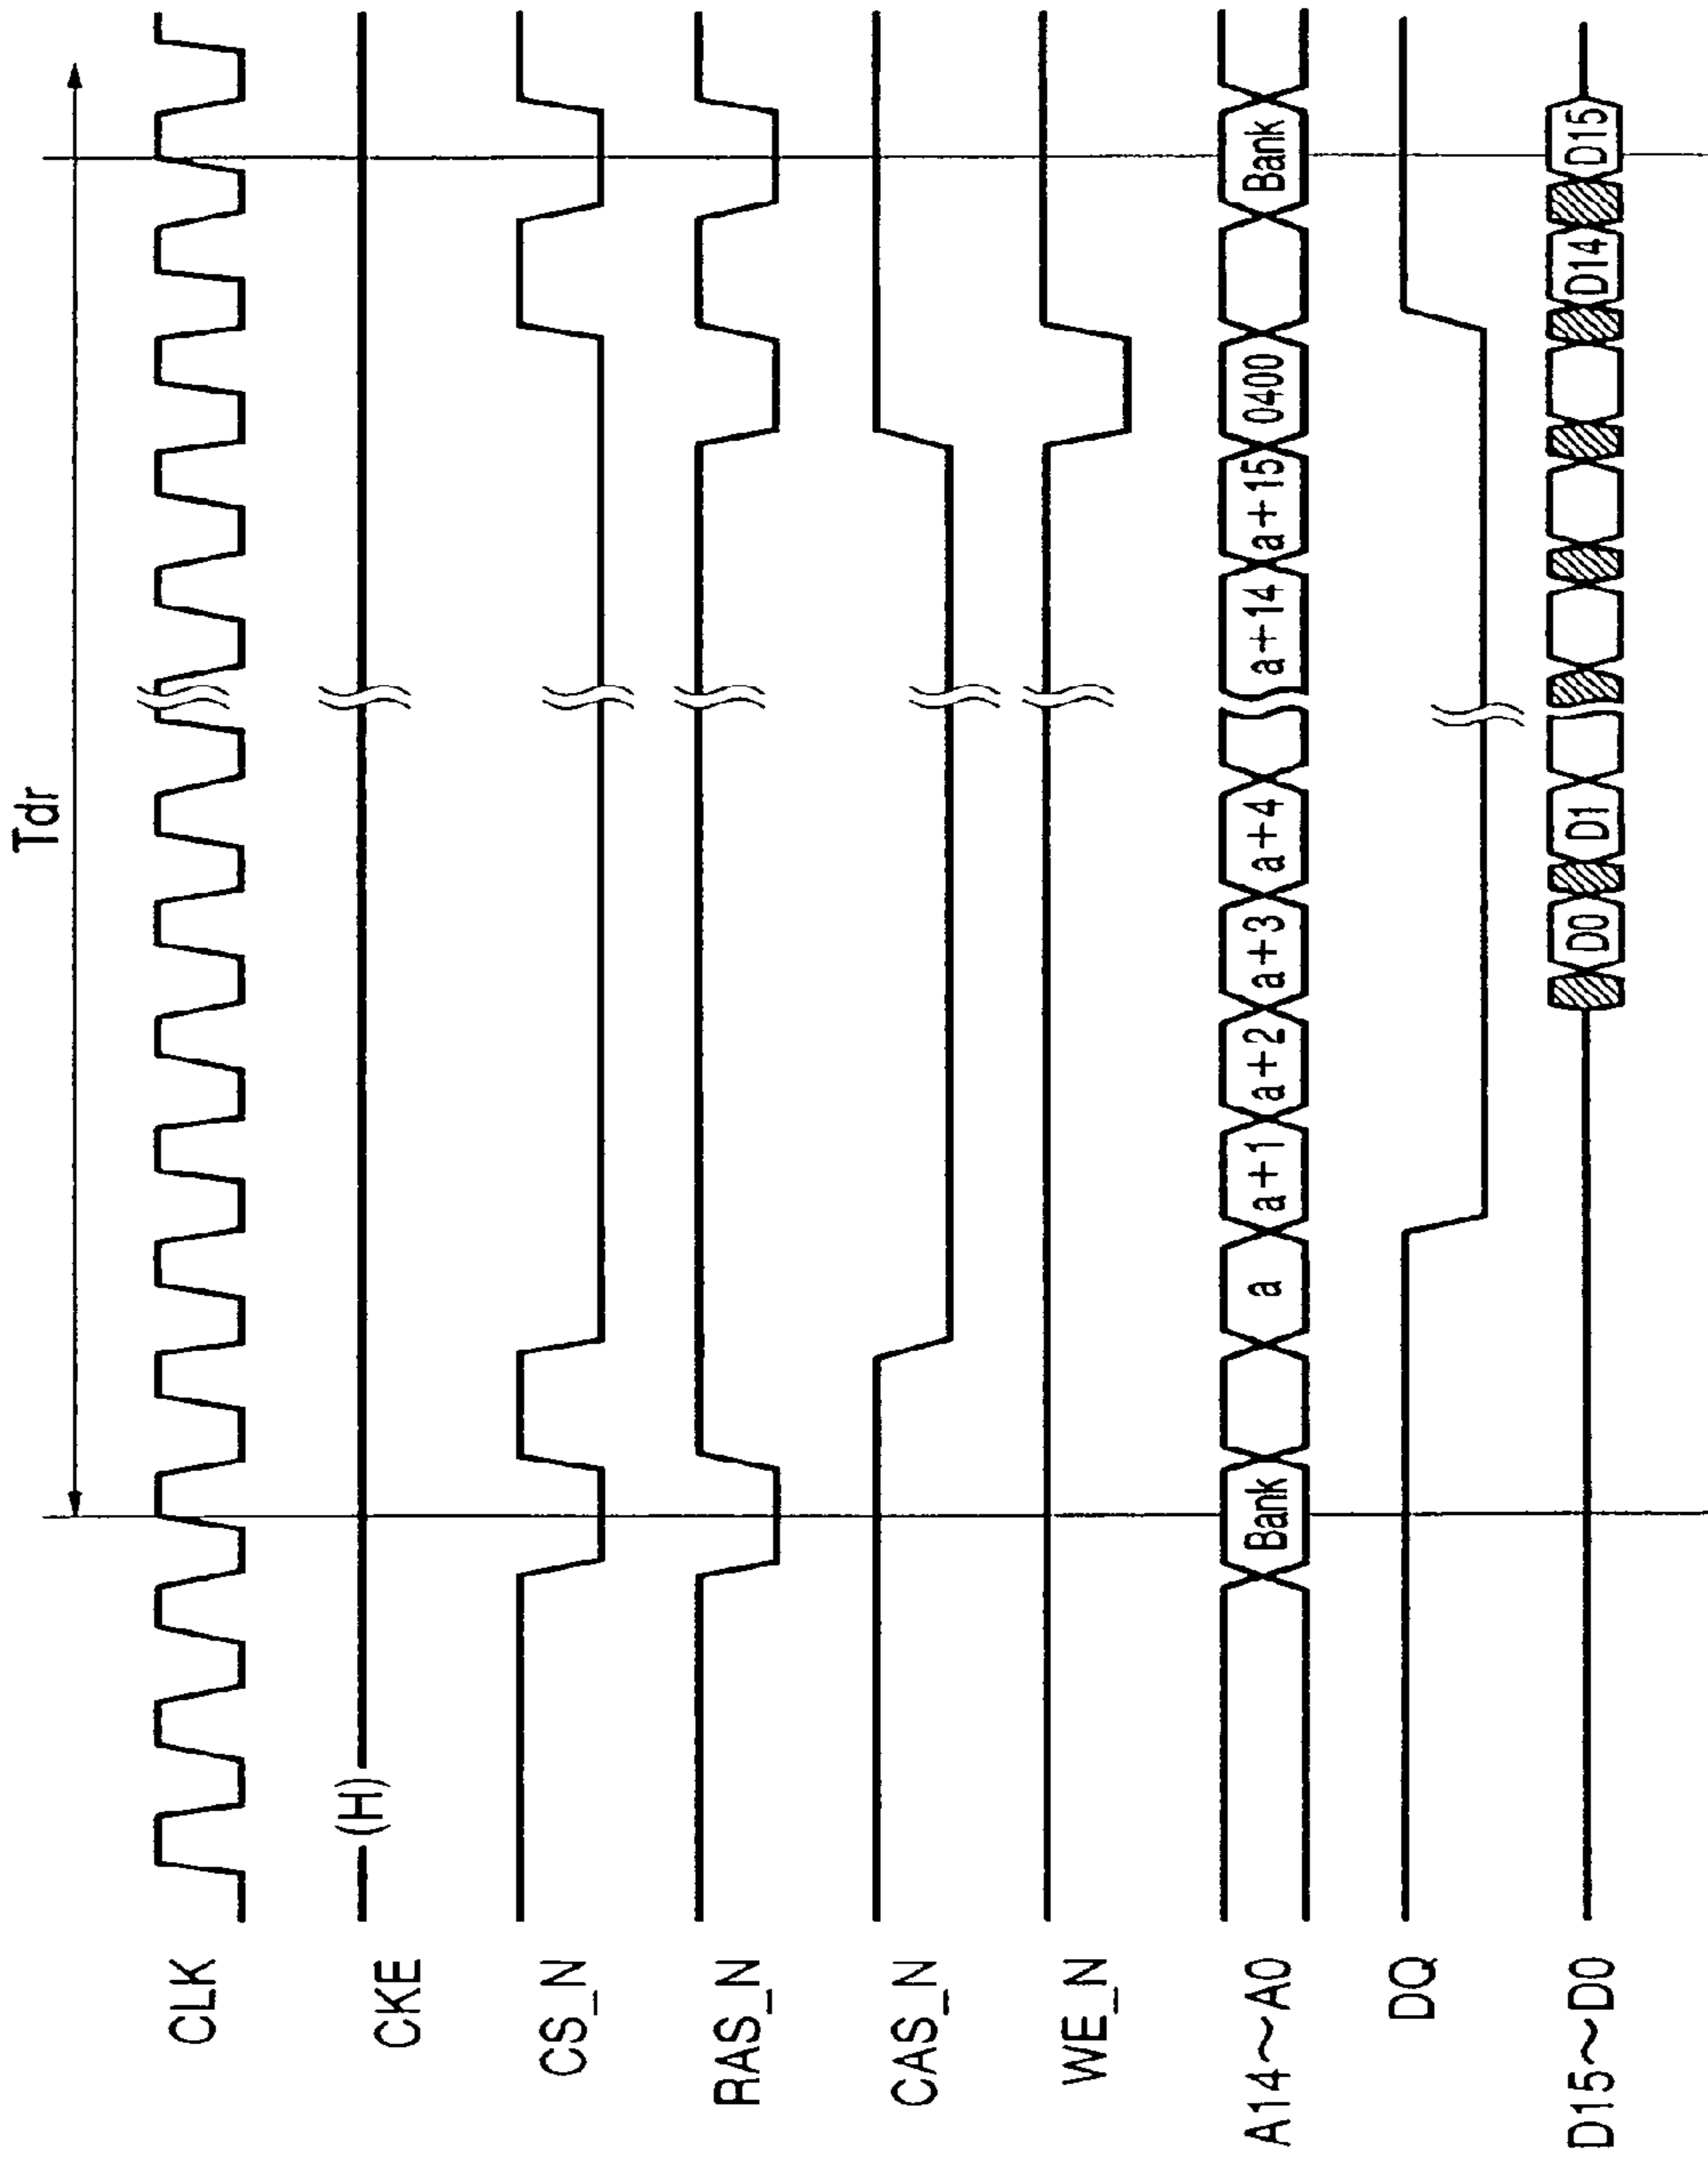 Tdr
CLK
CKE (H)
CS_N
RAS_N
CAS_N
WE_N
A14～A0 Bank a a+1 a+2 a+3 a+4 a+14 a+15 0400 Bank
DQ
D15～D0 D0 D1 D14 D15